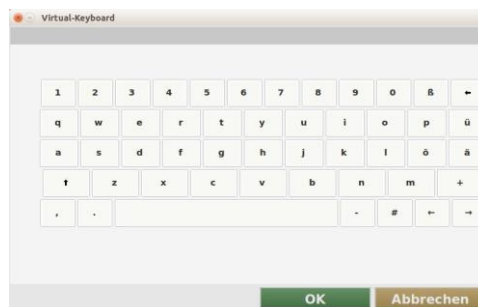 Virtual-Keyboard
1 2 3 4 5 6 7 8 9 0 ß ←
q w e r t y u i o p ü
a s d f g h j k l ö ä
↑ z x c v b n m +
, . - # ← →
OK Abbrechen